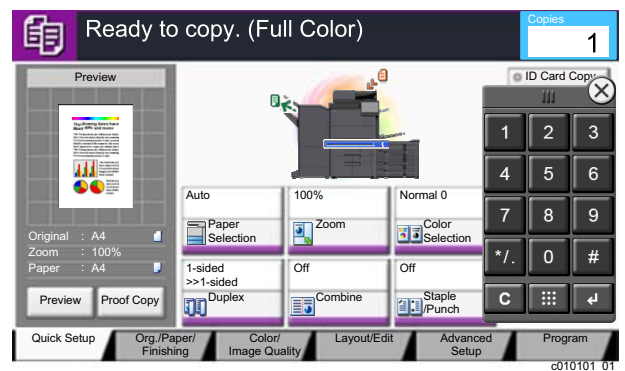 Ready to copy. (Full Color)
Copies
1
Preview
ID Card Copy
Original : A4
Zoom : 100%
Paper : A4
Preview
Proof Copy
Auto
Paper
Selection
100%
Zoom
Normal 0
Color
Selection
1-sided
>>1-sided
Duplex
Off
Combine
Off
Staple
/Punch
1 2 3
4 5 6
7 8 9
*/. 0 #
C
Quick Setup
Org./Paper/
Finishing
Color/
Image Quality
Layout/Edit
Advanced
Setup
Program
c010101_01